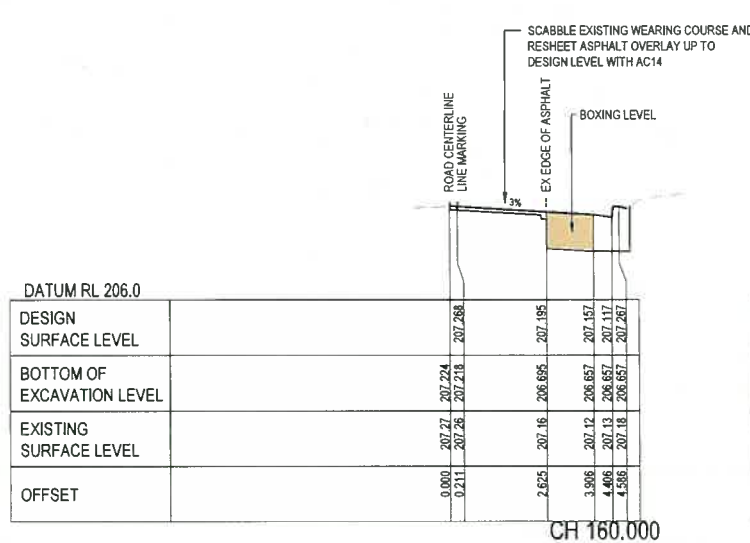 SCABBLE EXISTING WEARING COURSE AND
RESHEET ASPHALT OVERLAY UP TO
DESIGN LEVEL WITH AC14
ROAD CENTERLINE
LINE MARKING
EX EDGE OF ASPHALT
BOXING LEVEL
3%
DATUM RL 206.0
DESIGN
SURFACE LEVEL
207.268
207.195
207.157
207.117
207.267
BOTTOM OF
EXCAVATION LEVEL
207.224
207.218
206.695
206.657
206.657
206.657
EXISTING
SURFACE LEVEL
207.27
207.26
207.16
207.12
207.13
207.18
OFFSET
0.000
0.211
2.625
3.906
4.406
4.586
CH 160.000